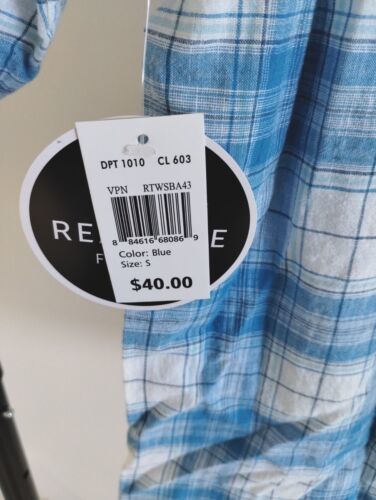 DPT 1010 CL 603
VPN RTWSBA43
8 84616 68086 9
Color: Blue
Size: S
$40.00